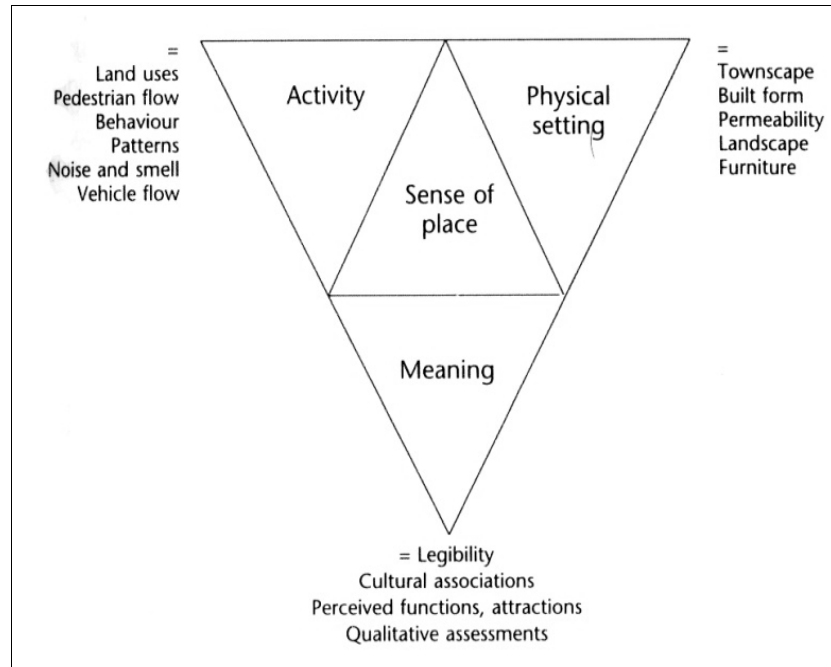 =
Land uses
Pedestrian flow
Behaviour
Patterns
Noise and smell
Vehicle flow
Activity
Physical
setting
=
Townscape
Built form
Permeability
Landscape
Furniture
Sense of
place
Meaning
= Legibility
Cultural associations
Perceived functions, attractions
Qualitative assessments